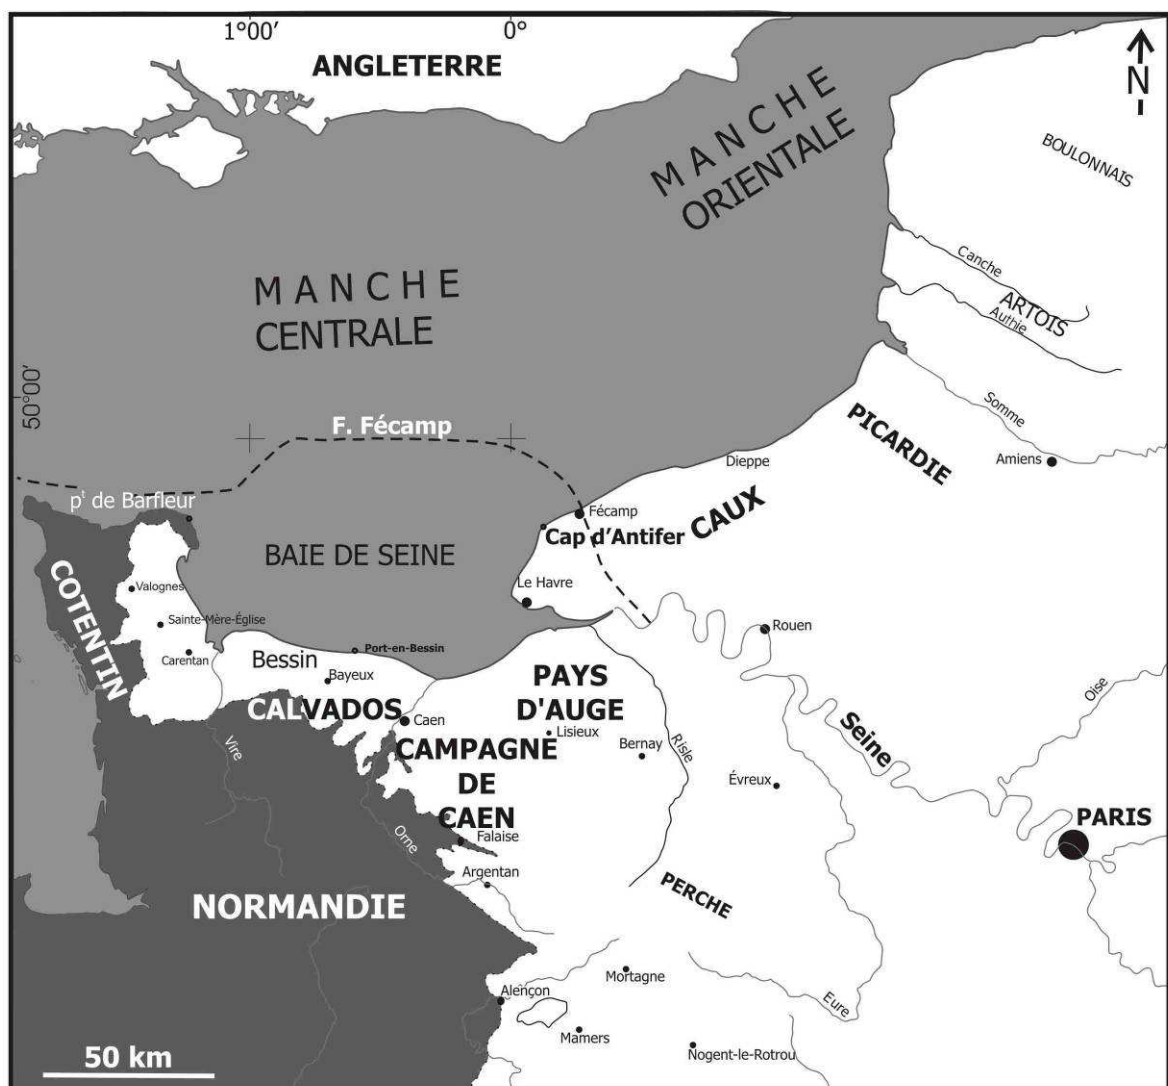 1°00′
0°
ANGLETERRE
N
MANCHE
ORIENTALE
BOULONNAIS
MANCHE
CENTRALE
Canche
ARTOIS
Authie
50°00′
F. Fécamp
Somme
PICARDIE
Dieppe
Amiens
pᵗ de Barfleur
Fécamp
CAUX
Cap d'Antifer
BAIE DE SEINE
COTENTIN
Valognes
Le Havre
Sainte-Mère-Église
Rouen
Carentan
Bessin
Port-en-Bessin
Bayeux
PAYS
D'AUGE
CALVADOS
Caen
Lisieux
Bernay
Risle
Seine
Oise
Vire
CAMPAGNE
DE
CAEN
Évreux
PARIS
Orne
Falaise
Argentan
PERCHE
NORMANDIE
Mortagne
Alençon
Eure
Mamers
Nogent-le-Rotrou
50 km